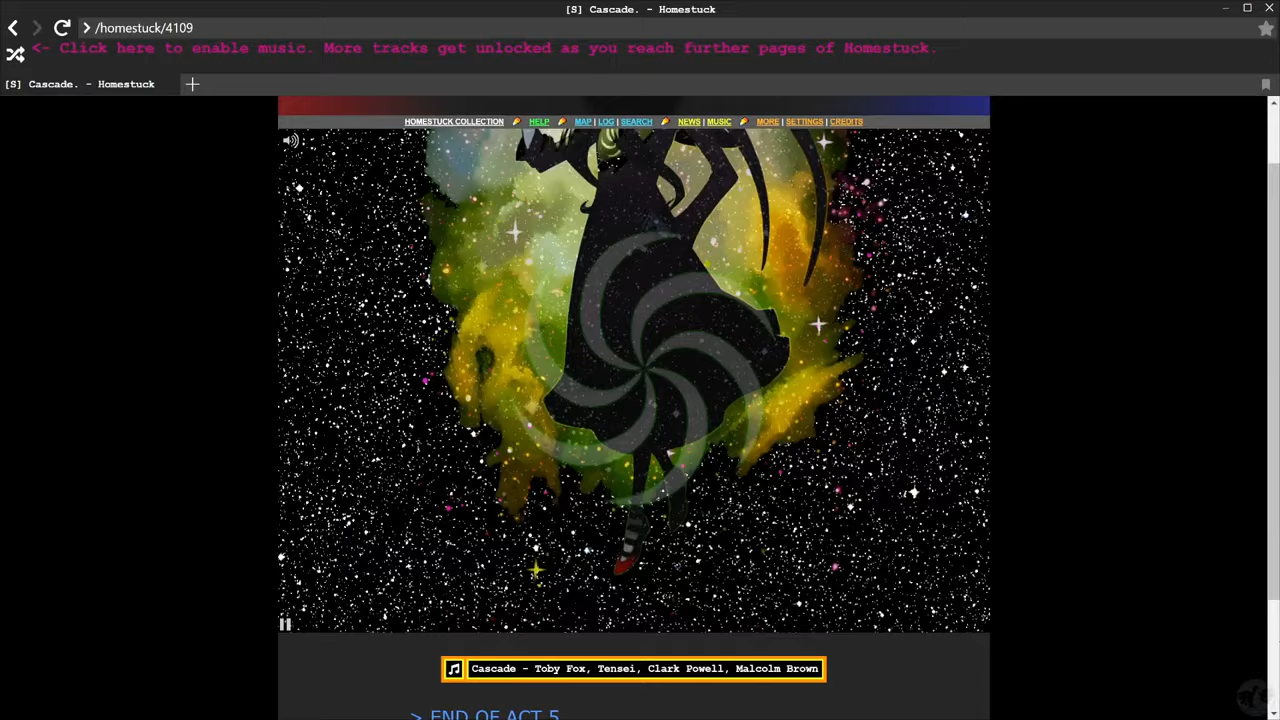 [S] Cascade. - Homestuck
/homestuck/4109
<- Click here to enable music. More tracks get unlocked as you reach further pages of Homestuck.
[S] Cascade. - Homestuck
HOMESTUCK COLLECTION HELP MAP | LOG | SEARCH NEWS | MUSIC MORE | SETTINGS | CREDITS
Cascade - Toby Fox, Tensei, Clark Powell, Malcolm Brown
> END OF ACT 5